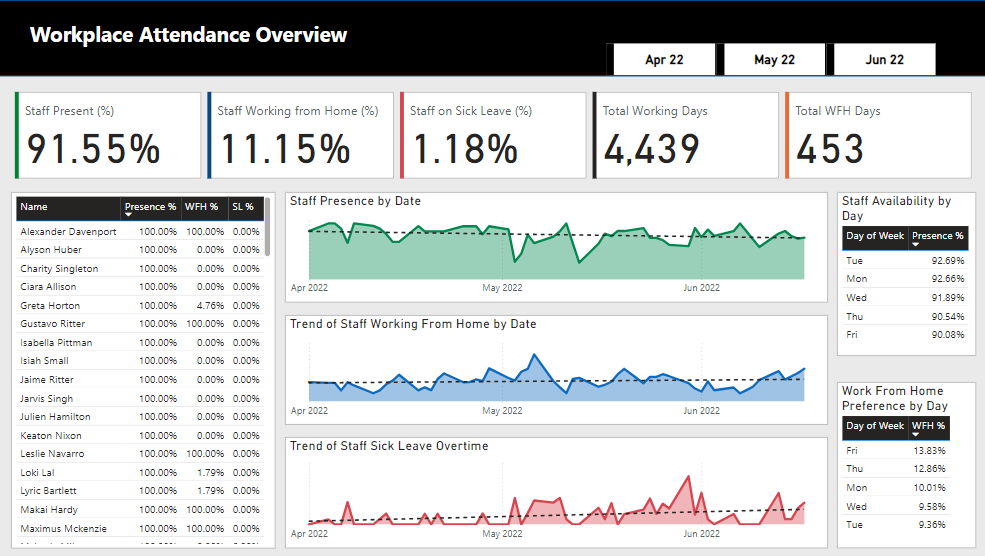 Workplace Attendance Overview
Apr 22
May 22
Jun 22
Staff Present (%)
91.55%
Staff Working from Home (%)
11.15%
Staff on Sick Leave (%)
1.18%
Total Working Days
4,439
Total WFH Days
453
Name Presence % WFH % SL %
Alexander Davenport 100.00% 100.00% 0.00%
Alyson Huber 100.00% 0.00% 0.00%
Charity Singleton 100.00% 0.00% 0.00%
Ciara Allison 100.00% 0.00% 0.00%
Greta Horton 100.00% 4.76% 0.00%
Gustavo Ritter 100.00% 100.00% 0.00%
Isabella Pittman 100.00% 0.00% 0.00%
Isiah Small 100.00% 0.00% 0.00%
Jaime Ritter 100.00% 0.00% 0.00%
Jarvis Singh 100.00% 0.00% 0.00%
Julien Hamilton 100.00% 0.00% 0.00%
Keaton Nixon 100.00% 0.00% 0.00%
Leslie Navarro 100.00% 100.00% 0.00%
Loki Lal 100.00% 1.79% 0.00%
Lyric Bartlett 100.00% 1.79% 0.00%
Makai Hardy 100.00% 100.00% 0.00%
Maximus Mckenzie 100.00% 100.00% 0.00%
Staff Presence by Date
Apr 2022 May 2022 Jun 2022
Trend of Staff Working From Home by Date
Apr 2022 May 2022 Jun 2022
Trend of Staff Sick Leave Overtime
Apr 2022 May 2022 Jun 2022
Staff Availability by
Day
Day of Week Presence %
Tue 92.69%
Mon 92.66%
Wed 91.89%
Thu 90.54%
Fri 90.08%
Work From Home
Preference by Day
Day of Week WFH %
Fri 13.83%
Thu 12.86%
Mon 10.01%
Wed 9.58%
Tue 9.36%